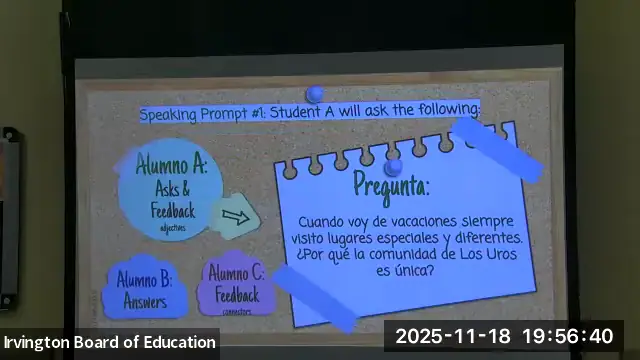 Speaking Prompt #1: Student A will ask the following:
Alumno A:
Asks &
Feedback
adjectives
Pregunta:
Cuando voy de vacaciones siempre
visito lugares especiales y diferentes.
¿Por qué la comunidad de Los Uros
es única?
Alumno B:
Answers
Alumno C:
Feedback
connectors
Irvington Board of Education
2025-11-18 19:56:40